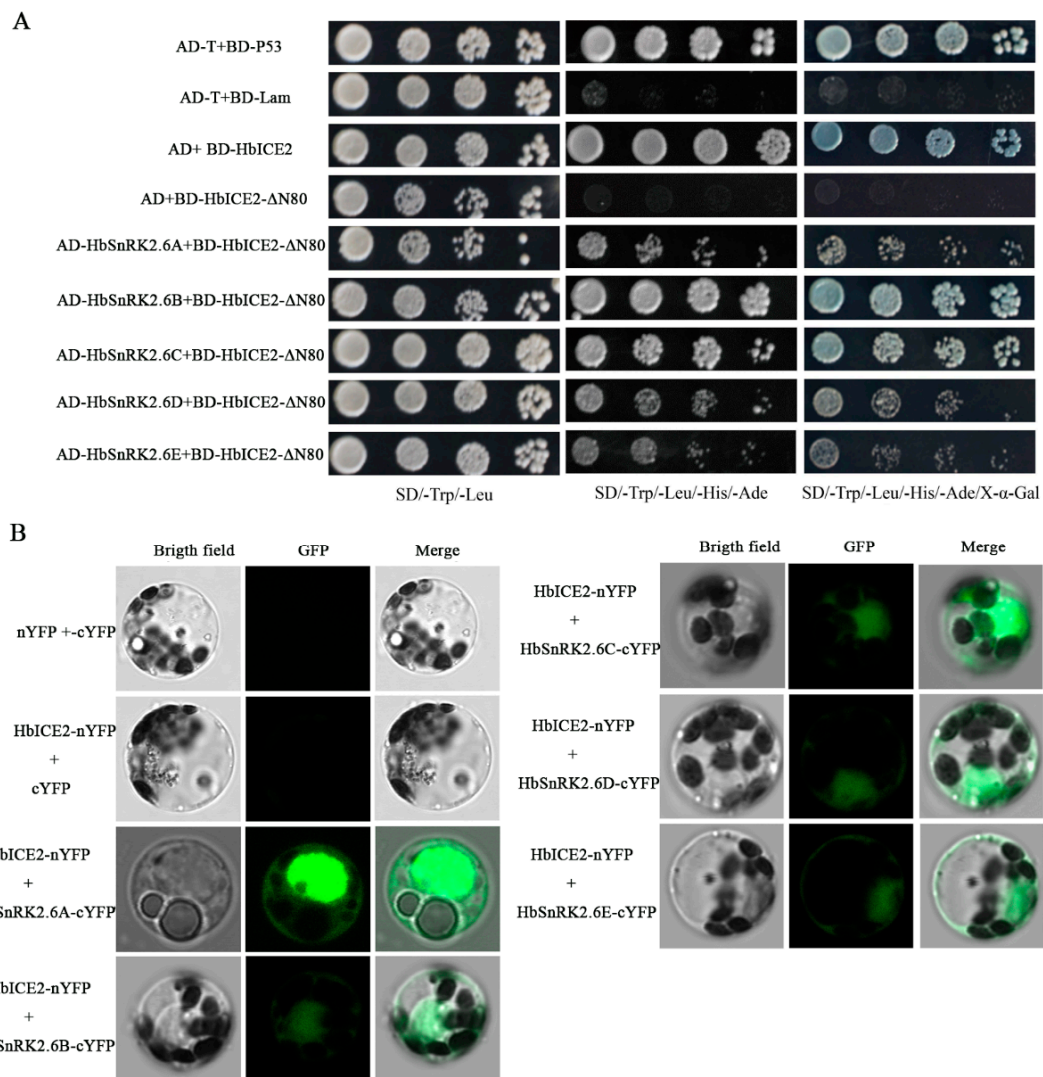 A
AD-T+BD-P53
AD-T+BD-Lam
AD+ BD-HbICE2
AD+BD-HbICE2-ΔN80
AD-HbSnRK2.6A+BD-HbICE2-ΔN80
AD-HbSnRK2.6B+BD-HbICE2-ΔN80
AD-HbSnRK2.6C+BD-HbICE2-ΔN80
AD-HbSnRK2.6D+BD-HbICE2-ΔN80
AD-HbSnRK2.6E+BD-HbICE2-ΔN80
SD/-Trp/-Leu
SD/-Trp/-Leu/-His/-Ade
SD/-Trp/-Leu/-His/-Ade/X-α-Gal
B
Brigth field GFP Merge
nYFP +-cYFP
HbICE2-nYFP
+
cYFP
bICE2-nYFP
+
SnRK2.6A-cYFP
bICE2-nYFP
+
SnRK2.6B-cYFP
Brigth field GFP Merge
HbICE2-nYFP
+
HbSnRK2.6C-cYFP
HbICE2-nYFP
+
HbSnRK2.6D-cYFP
HbICE2-nYFP
+
HbSnRK2.6E-cYFP